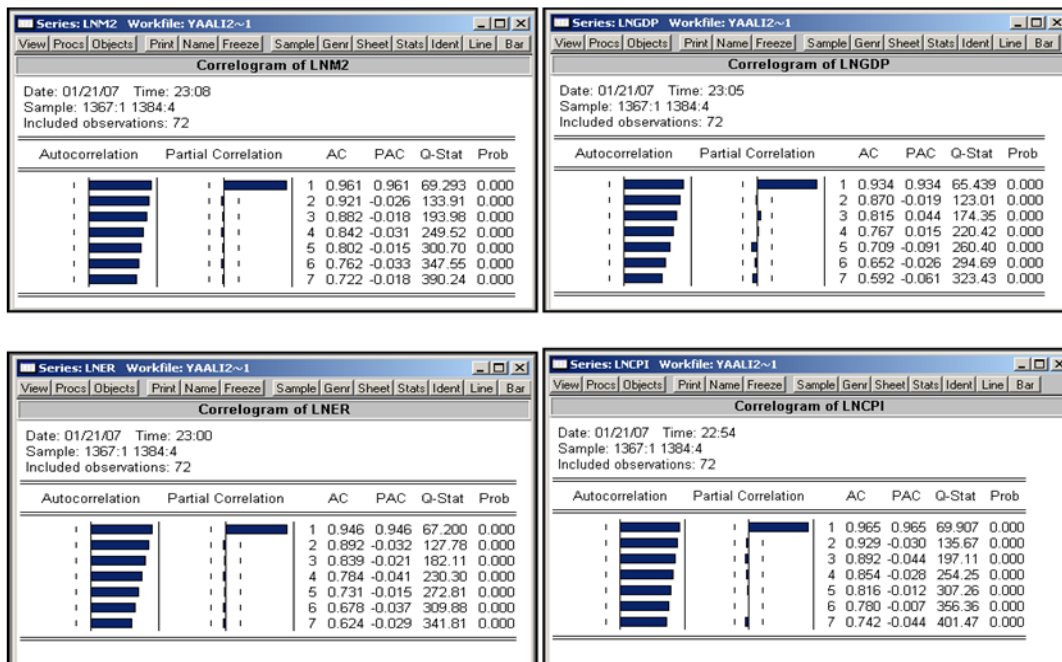 Series: LNM2 Workfile: YAALI2~1
View Procs Objects Print Name Freeze Sample Genr Sheet Stats Ident Line Bar
Correlogram of LNM2
Date: 01/21/07 Time: 23:08
Sample: 1367:1 1384:4
Included observations: 72
Autocorrelation Partial Correlation AC PAC Q-Stat Prob
1 0.961 0.961 69.293 0.000
2 0.921 -0.026 133.91 0.000
3 0.882 -0.018 193.98 0.000
4 0.842 -0.031 249.52 0.000
5 0.802 -0.015 300.70 0.000
6 0.762 -0.033 347.55 0.000
7 0.722 -0.018 390.24 0.000
Series: LNGDP Workfile: YAALI2~1
View Procs Objects Print Name Freeze Sample Genr Sheet Stats Ident Line Bar
Correlogram of LNGDP
Date: 01/21/07 Time: 23:05
Sample: 1367:1 1384:4
Included observations: 72
Autocorrelation Partial Correlation AC PAC Q-Stat Prob
1 0.934 0.934 65.439 0.000
2 0.870 -0.019 123.01 0.000
3 0.815 0.044 174.35 0.000
4 0.767 0.015 220.42 0.000
5 0.709 -0.091 260.40 0.000
6 0.652 -0.026 294.69 0.000
7 0.592 -0.061 323.43 0.000
Series: LNER Workfile: YAALI2~1
View Procs Objects Print Name Freeze Sample Genr Sheet Stats Ident Line Bar
Correlogram of LNER
Date: 01/21/07 Time: 23:00
Sample: 1367:1 1384:4
Included observations: 72
Autocorrelation Partial Correlation AC PAC Q-Stat Prob
1 0.946 0.946 67.200 0.000
2 0.892 -0.032 127.78 0.000
3 0.839 -0.021 182.11 0.000
4 0.784 -0.041 230.30 0.000
5 0.731 -0.015 272.81 0.000
6 0.678 -0.037 309.88 0.000
7 0.624 -0.029 341.81 0.000
Series: LNCPI Workfile: YAALI2~1
View Procs Objects Print Name Freeze Sample Genr Sheet Stats Ident Line Bar
Correlogram of LNCPI
Date: 01/21/07 Time: 22:54
Sample: 1367:1 1384:4
Included observations: 72
Autocorrelation Partial Correlation AC PAC Q-Stat Prob
1 0.965 0.965 69.907 0.000
2 0.929 -0.030 135.67 0.000
3 0.892 -0.044 197.11 0.000
4 0.854 -0.028 254.25 0.000
5 0.816 -0.012 307.26 0.000
6 0.780 -0.007 356.36 0.000
7 0.742 -0.044 401.47 0.000